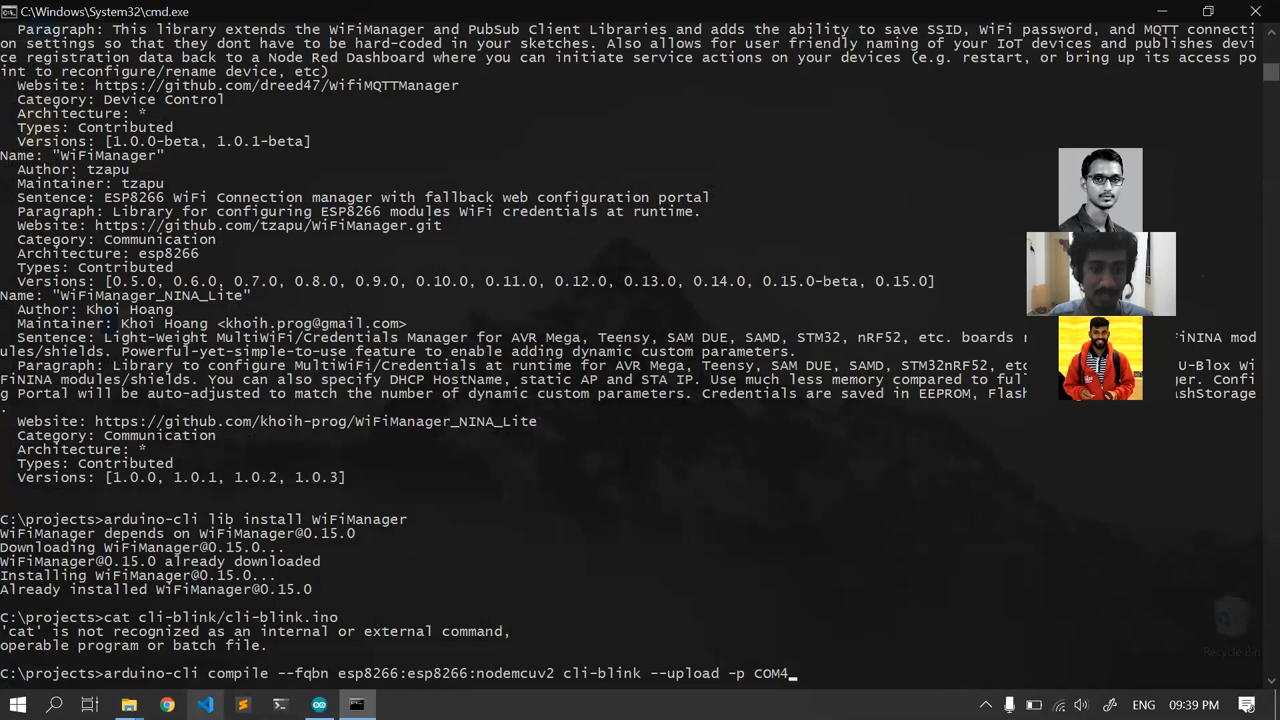 C:\Windows\System32\cmd.exe
Paragraph: This library extends the WiFiManager and PubSub Client Libraries and adds the ability to save SSID, WiFi password, and MQTT connecti
on settings so that they dont have to be hard-coded in your sketches. Also allows for user friendly naming of your IoT devices and publishes devi
ce registration data back to a Node Red Dashboard where you can initiate service actions on your devices (e.g. restart, or bring up its access po
int to reconfigure/rename device, etc)
Website: https://github.com/dreed47/WifiMQTTManager
Category: Device Control
Architecture: *
Types: Contributed
Versions: [1.0.0-beta, 1.0.1-beta]
Name: "WiFiManager"
Author: tzapu
Maintainer: tzapu
Sentence: ESP8266 WiFi Connection manager with fallback web configuration portal
Paragraph: Library for configuring ESP8266 modules WiFi credentials at runtime.
Website: https://github.com/tzapu/WiFiManager.git
Category: Communication
Architecture: esp8266
Types: Contributed
Versions: [0.5.0, 0.6.0, 0.7.0, 0.8.0, 0.9.0, 0.10.0, 0.11.0, 0.12.0, 0.13.0, 0.14.0, 0.15.0-beta, 0.15.0]
Name: "WiFiManager_NINA_Lite"
Author: Khoi Hoang
Maintainer: Khoi Hoang <khoih.prog@gmail.com>
Sentence: Light-Weight MultiWiFi/Credentials Manager for AVR Mega, Teensy, SAM DUE, SAMD, STM32, nRF52, etc. boards FiNINA mod
ules/shields. Powerful-yet-simple-to-use feature to enable adding dynamic custom parameters.
Paragraph: Library to configure MultiWiFi/Credentials at runtime for AVR Mega, Teensy, SAM DUE, SAMD, STM32nRF52, etc U-Blox Wi
FiNINA modules/shields. You can also specify DHCP HostName, static AP and STA IP. Use much less memory compared to full ger. Confi
g Portal will be auto-adjusted to match the number of dynamic custom parameters. Credentials are saved in EEPROM, Flash ashStorage
.
Website: https://github.com/khoih-prog/WiFiManager_NINA_Lite
Category: Communication
Architecture: *
Types: Contributed
Versions: [1.0.0, 1.0.1, 1.0.2, 1.0.3]
C:\projects>arduino-cli lib install WiFiManager
WiFiManager depends on WiFiManager@0.15.0
Downloading WiFiManager@0.15.0...
WiFiManager@0.15.0 already downloaded
Installing WiFiManager@0.15.0...
Already installed WiFiManager@0.15.0
C:\projects>cat cli-blink/cli-blink.ino
'cat' is not recognized as an internal or external command,
operable program or batch file.
Recycle Bin
C:\projects>arduino-cli compile --fqbn esp8266:esp8266:nodemcuv2 cli-blink --upload -p COM4_
ENG 09:39 PM